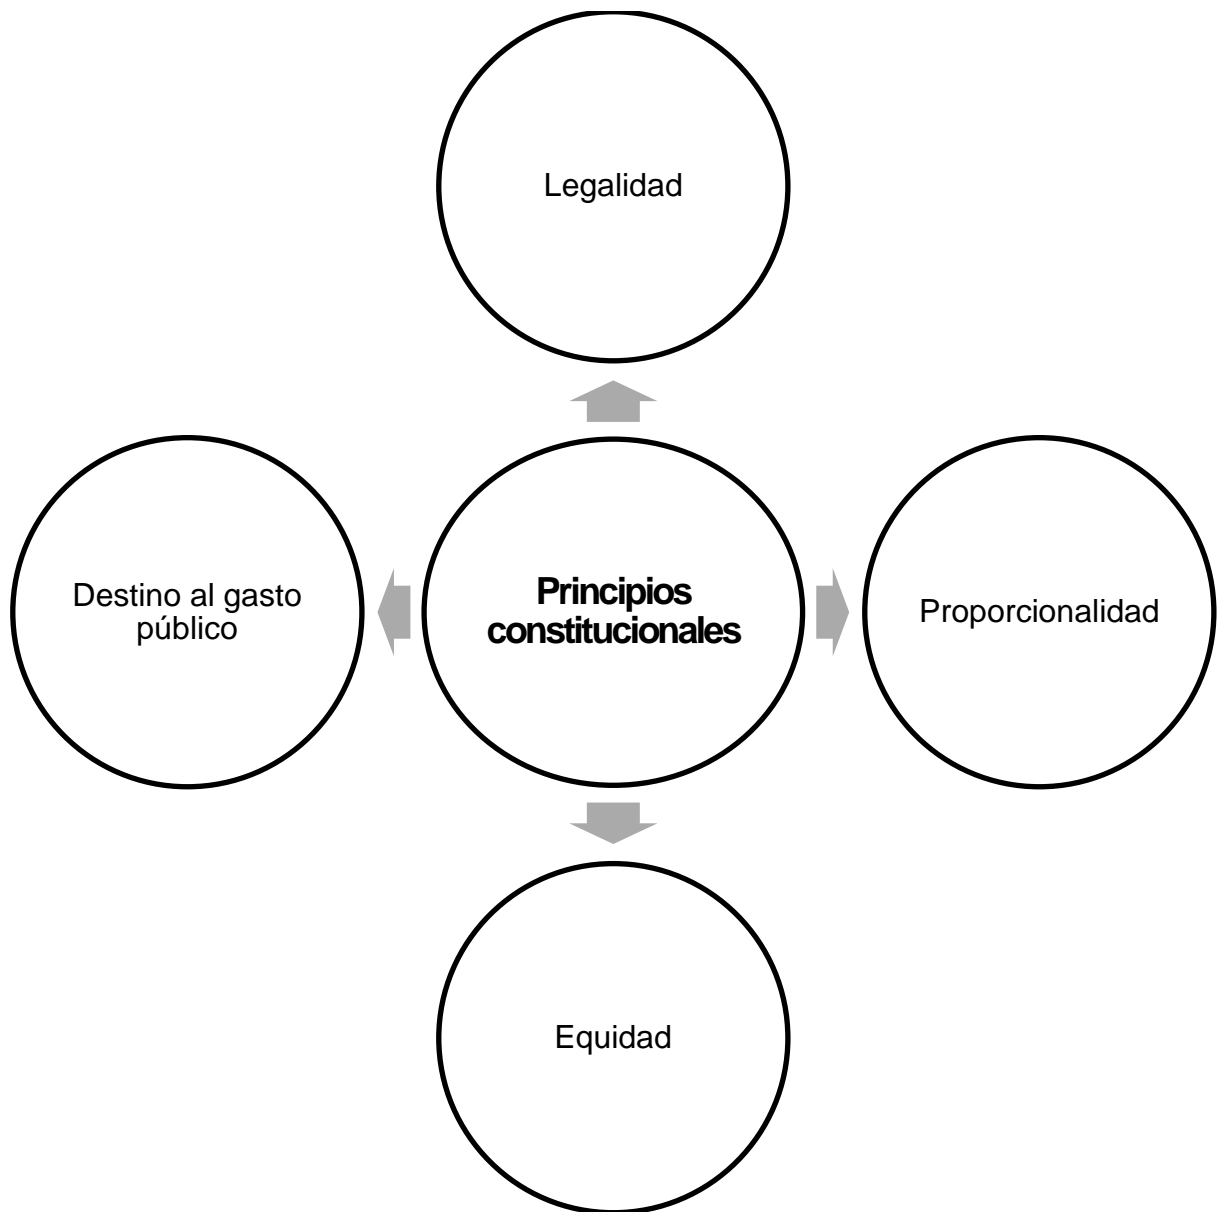 Legalidad
Destino al gasto
público
Principios
constitucionales
Proporcionalidad
Equidad